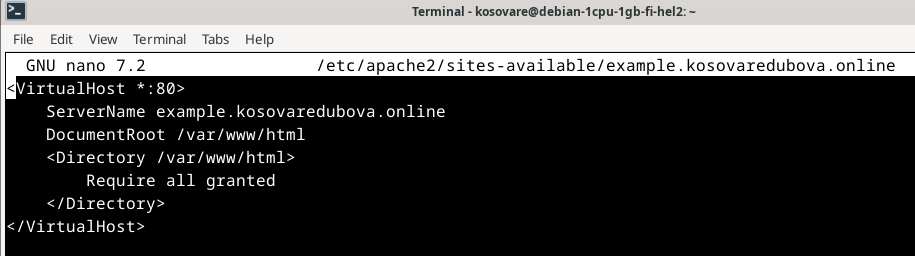 Terminal - kosovare@debian-1cpu-1gb-fi-hel2: ~
File Edit View Terminal Tabs Help
GNU nano 7.2 /etc/apache2/sites-available/example.kosovaredubova.online
<VirtualHost *:80>
    ServerName example.kosovaredubova.online
    DocumentRoot /var/www/html
    <Directory /var/www/html>
        Require all granted
    </Directory>
</VirtualHost>